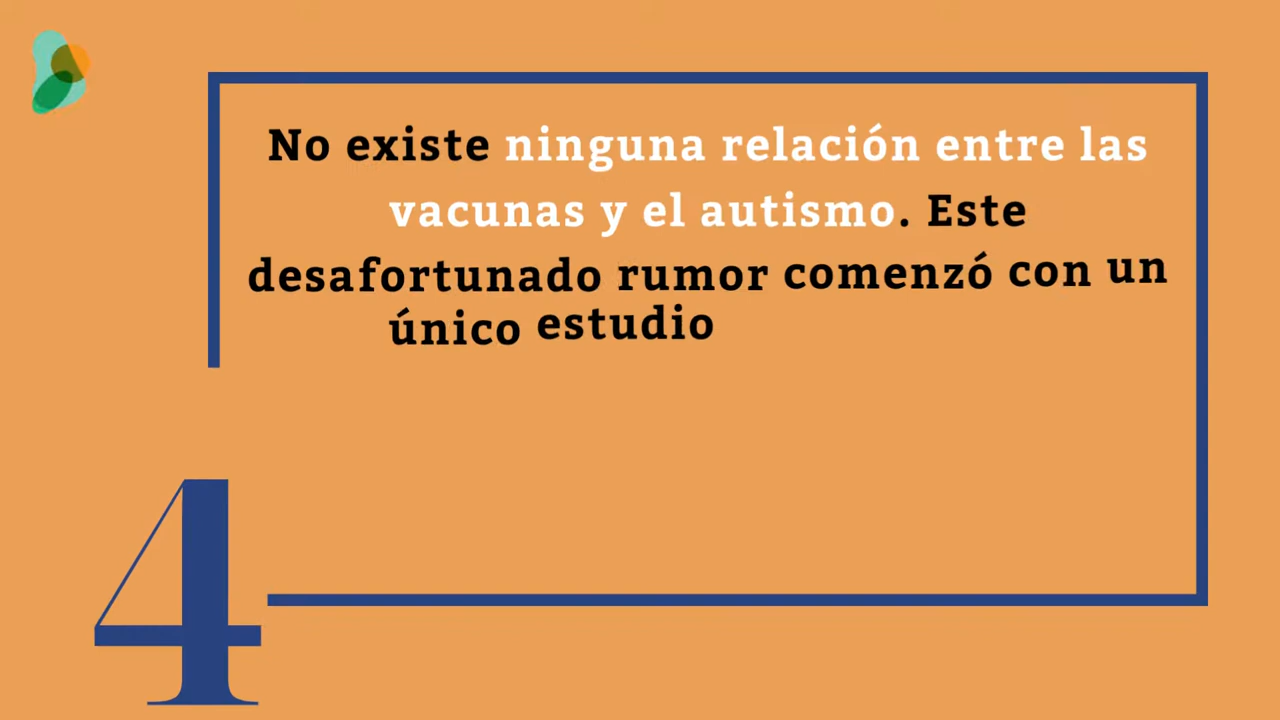 No existe ninguna relación entre las
vacunas y el autismo. Este
desafortunado rumor comenzó con un
único estudio
4